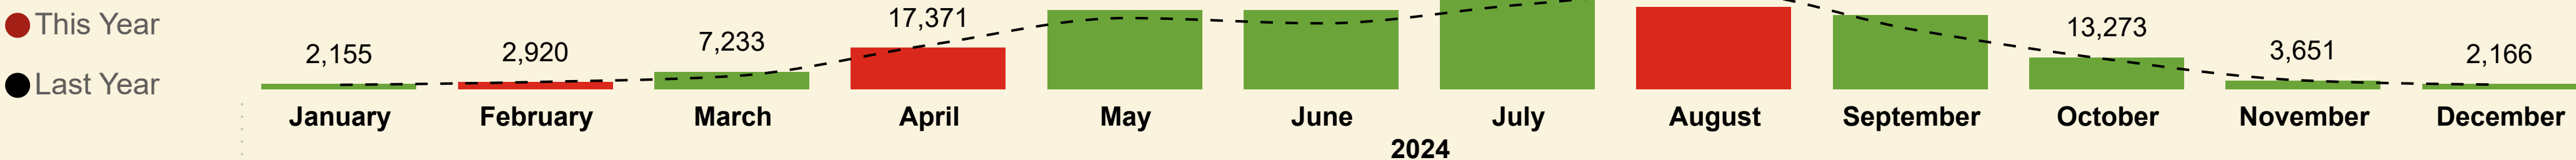 This Year
Last Year
2,155
2,920
7,233
17,371
13,273
3,651
2,166
January February March April May June July August September October November December
2024